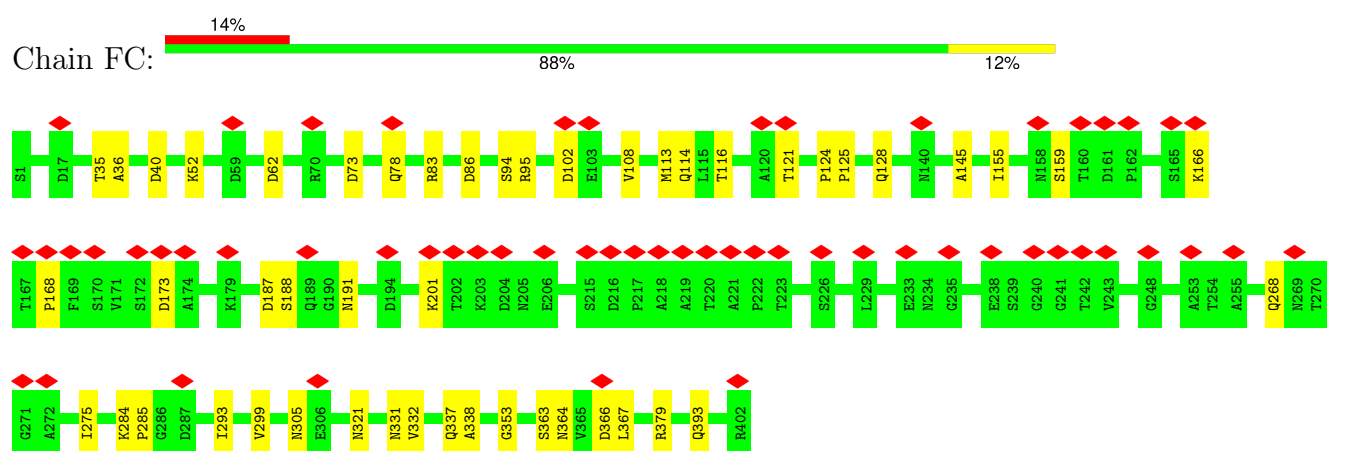 14%
Chain FC:
88% 12%
S1 D17 T35 A36 D40 K52 D59 D62 R70 D73 Q78 R83 D86 S94 R95 D102 E103 V108 M113 Q114 L115 T116 A120 T121 P124 P125 Q128 N140 A145 I155 N158 S159 T160 D161 P162 S165 K166
T167 P168 F169 S170 V171 S172 D173 A174 K179 D187 S188 Q189 G190 N191 D194 K201 T202 K203 D204 N205 E206 S215 D216 P217 A218 A219 T220 A221 P222 T223 S226 L229 E233 N234 G235 E238 S239 G240 G241 T242 V243 G248 A253 T254 A255 Q268 N269 T270
G271 A272 I275 K284 P285 G286 D287 I293 V299 N305 E306 N321 N331 V332 Q337 A338 G353 S363 N364 V365 D366 L367 R379 Q393 R402